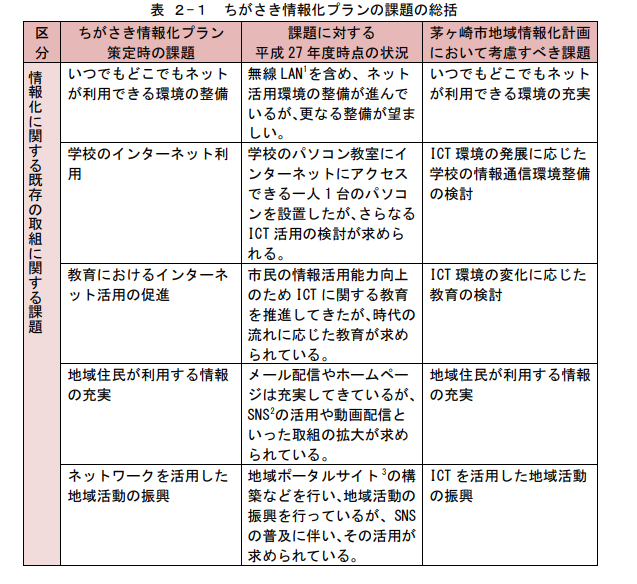 表 2-1 ちがさき情報化プランの課題の総括
区分
ちがさき情報化プラン
策定時の課題
課題に対する
平成27年度時点の状況
茅ヶ崎市地域情報化計画
において考慮すべき課題
情報化に関する既存の取組に関する課題
いつでもどこでもネット
が利用できる環境の整備
無線LAN1を含め、ネット
活用環境の整備が進んで
いるが、更なる整備が望ま
しい。
いつでもどこでもネット
が利用できる環境の充実
学校のインターネット利
用
学校のパソコン教室にイ
ンターネットにアクセス
できる一人1台のパソコ
ンを設置したが、さらなる
ICT活用の検討が求めら
れる。
ICT環境の発展に応じた
学校の情報通信環境整備
の検討
教育におけるインターネ
ット活用の促進
市民の情報活用能力向上
のためICTに関する教育
を推進してきたが、時代の
流れに応じた教育が求め
られている。
ICT環境の変化に応じた
教育の検討
地域住民が利用する情報
の充実
メール配信やホームペー
ジは充実してきているが、
SNS2の活用や動画配信と
いった取組の拡大が求め
られている。
地域住民が利用する情報
の充実
ネットワークを活用した
地域活動の振興
地域ポータルサイト3の構
築などを行い、地域活動の
振興を行っているが、SNS
の普及に伴い、その活用が
求められている。
ICTを活用した地域活動
の振興